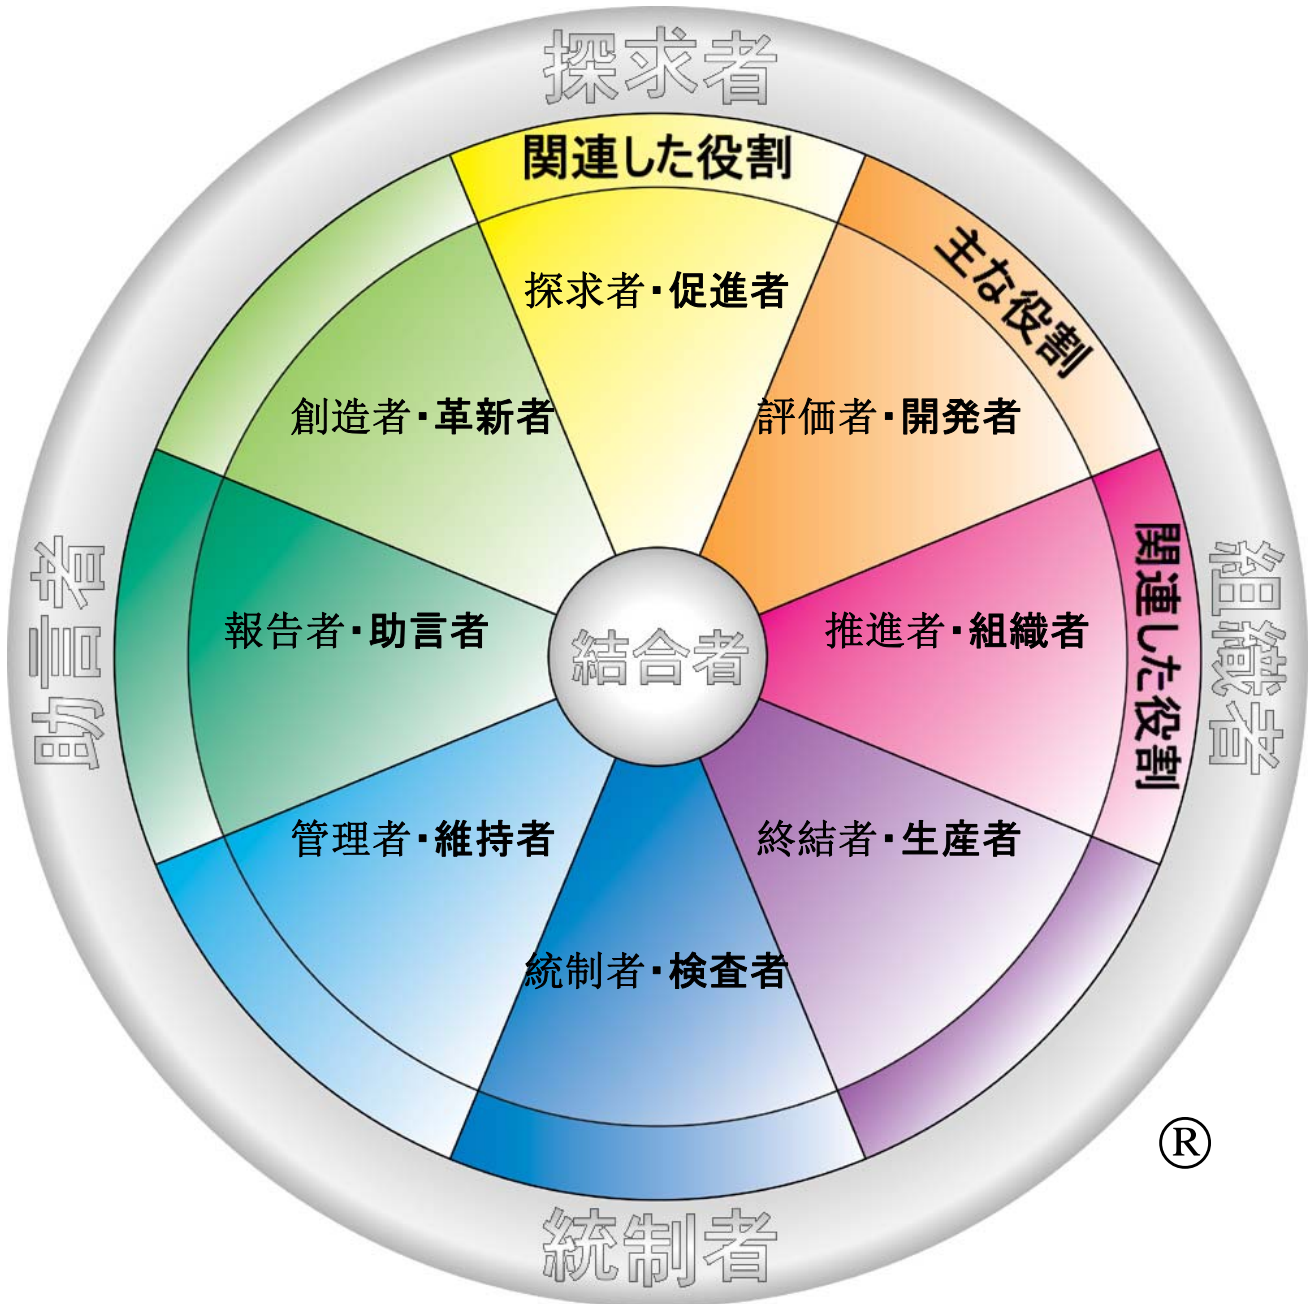 探求者
関連した役割
主な役割
探求者・促進者
創造者・革新者
評価者・開発者
関連した役割
組織者
助言者
報告者・助言者
結合者
推進者・組織者
管理者・維持者
終結者・生産者
統制者・検査者
®
統制者